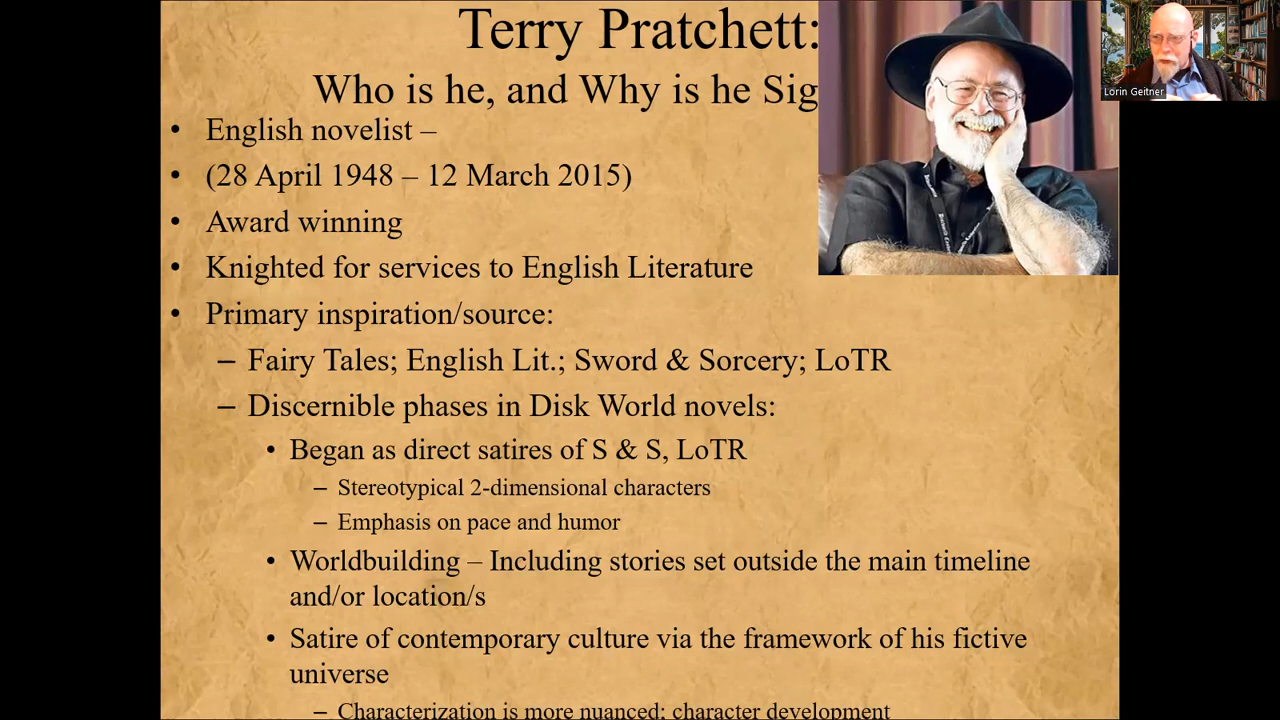 Terry Pratchett:
Who is he, and Why is he Sig
• English novelist –
• (28 April 1948 – 12 March 2015)
• Award winning
• Knighted for services to English Literature
• Primary inspiration/source:
– Fairy Tales; English Lit.; Sword & Sorcery; LoTR
– Discernible phases in Disk World novels:
• Began as direct satires of S & S, LoTR
– Stereotypical 2-dimensional characters
– Emphasis on pace and humor
• Worldbuilding – Including stories set outside the main timeline
and/or location/s
• Satire of contemporary culture via the framework of his fictive
universe
– Characterization is more nuanced; character development
Lorin Geitner